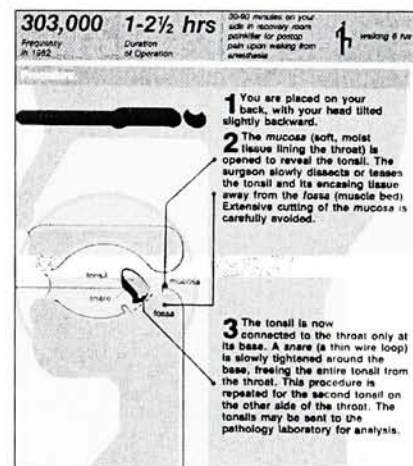 303,000
Frequency
in 1982
1-2½ hrs
Duration
of Operation
30-90 minutes on your
side in recovery room
painkiller for postop
pain upon waking from
anesthesia
walking 6 hrs
1 You are placed on your
back, with your head tilted
slightly backward.
2 The mucosa (soft, moist
tissue lining the throat) is
opened to reveal the tonsil. The
surgeon slowly dissects or teases
the tonsil and its encasing tissue
away from the fossa (muscle bed).
Extensive cutting of the mucosa is
carefully avoided.
tonsil
mucosa
snare
fossa
3 The tonsil is now
connected to the throat only at
its base. A snare (a thin wire loop)
is slowly tightened around the
base, freeing the entire tonsil from
the throat. This procedure is
repeated for the second tonsil on
the other side of the throat. The
tonsils may be sent to the
pathology laboratory for analysis.